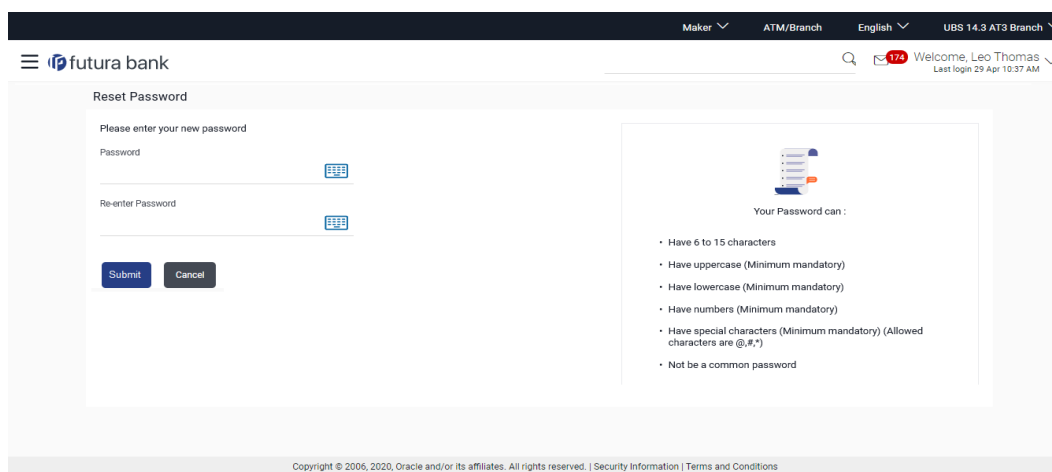 Maker ATM/Branch English UBS 14.3 AT3 Branch
futura bank
174 Welcome, Leo Thomas
Last login 29 Apr 10:37 AM
Reset Password
Please enter your new password
Password
Re-enter Password
Submit Cancel
Your Password can :
• Have 6 to 15 characters
• Have uppercase (Minimum mandatory)
• Have lowercase (Minimum mandatory)
• Have numbers (Minimum mandatory)
• Have special characters (Minimum mandatory) (Allowed
characters are @,#,*)
• Not be a common password
Copyright © 2006, 2020, Oracle and/or its affiliates. All rights reserved. | Security Information | Terms and Conditions